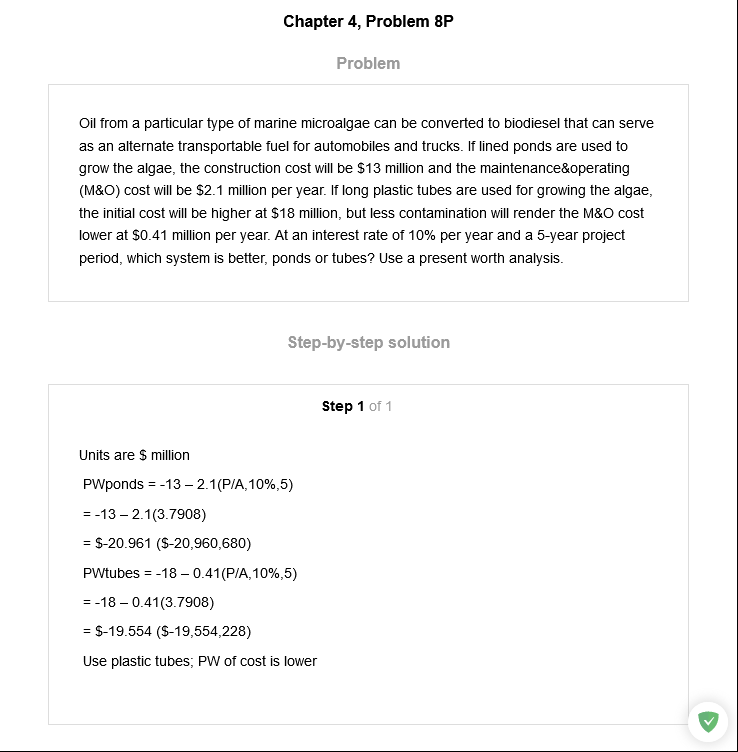 Chapter 4, Problem 8P
Problem
Oil from a particular type of marine microalgae can be converted to biodiesel that can serve
as an alternate transportable fuel for automobiles and trucks. If lined ponds are used to
grow the algae, the construction cost will be $13 million and the maintenance&operating
(M&O) cost will be $2.1 million per year. If long plastic tubes are used for growing the algae,
the initial cost will be higher at $18 million, but less contamination will render the M&O cost
lower at $0.41 million per year. At an interest rate of 10% per year and a 5-year project
period, which system is better, ponds or tubes? Use a present worth analysis.
Step-by-step solution
Step 1 of 1
Units are $ million
PWponds = -13 – 2.1(P/A,10%,5)
= -13 – 2.1(3.7908)
= $-20.961 ($-20,960,680)
PWtubes = -18 – 0.41(P/A,10%,5)
= -18 – 0.41(3.7908)
= $-19.554 ($-19,554,228)
Use plastic tubes; PW of cost is lower